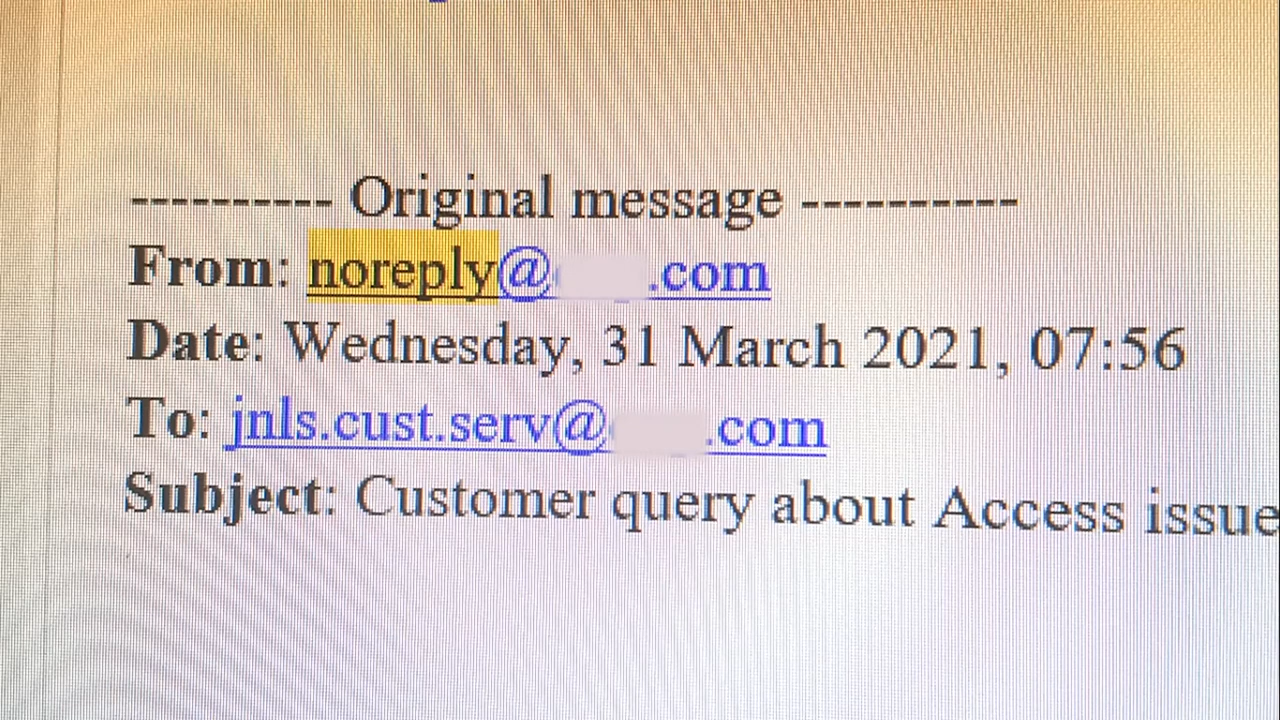 ---------- Original message ----------
From: noreply@ .com
Date: Wednesday, 31 March 2021, 07:56
To: jnls.cust.serv@ .com
Subject: Customer query about Access issue